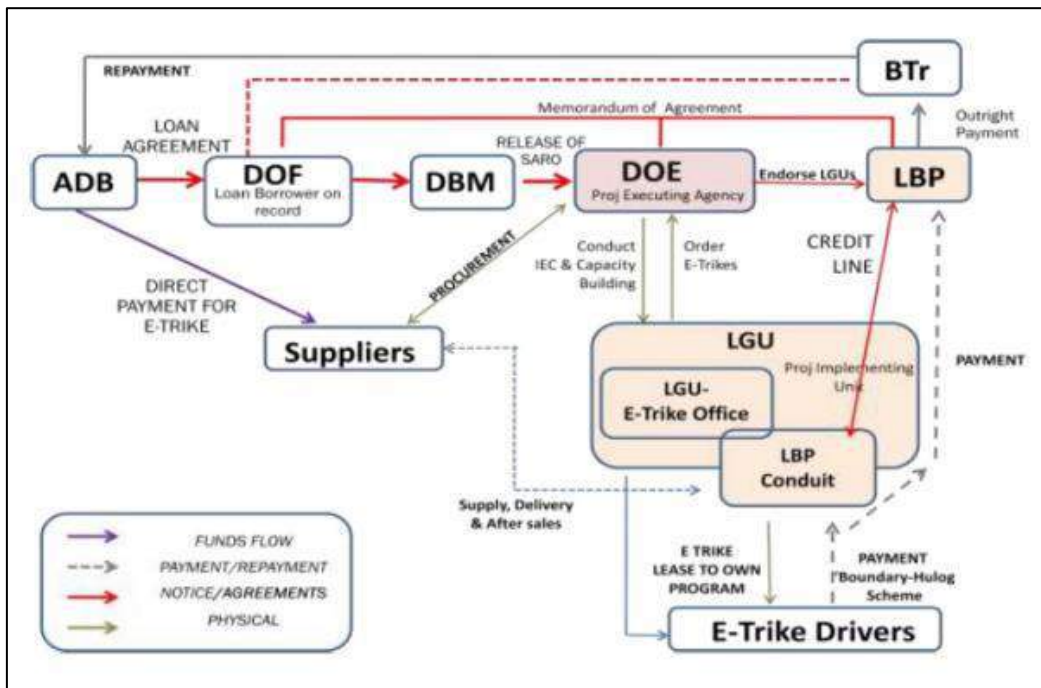 REPAYMENT
BTr
Memorandum of Agreement
Outright
Payment
LOAN
AGREEMENT
RELEASE OF
SARO
ADB
DOF
Loan Borrower on
record
DBM
DOE
Proj Executing Agency
Endorse LGUs
LBP
PROCUREMENT
Conduct
IEC & Capacity
Building
Order
E-Trikes
CREDIT
LINE
DIRECT
PAYMENT FOR
E-TRIKE
Suppliers
LGU
Proj Implementing
Unit
PAYMENT
LGU-
E-Trike Office
LBP
Conduit
Supply, Delivery
& After sales
FUNDS FLOW
PAYMENT/REPAYMENT
NOTICE/AGREEMENTS
PHYSICAL
E TRIKE
LEASE TO OWN
PROGRAM
PAYMENT
'Boundary-Hulog
Scheme
E-Trike Drivers